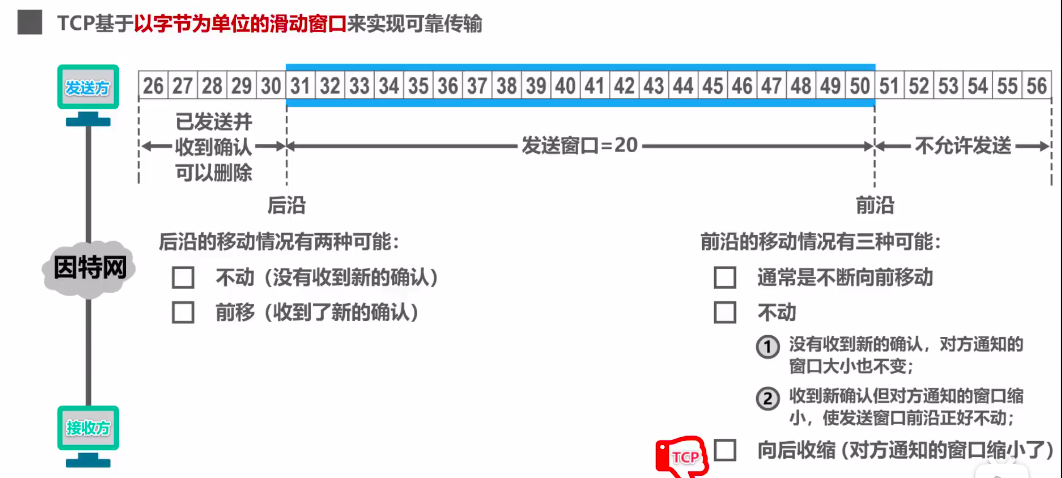 TCP基于以字节为单位的滑动窗口来实现可靠传输
发送方
26 27 28 29 30 31 32 33 34 35 36 37 38 39 40 41 42 43 44 45 46 47 48 49 50 51 52 53 54 55 56
已发送并
收到确认
可以删除
发送窗口=20
不允许发送
后沿
前沿
后沿的移动情况有两种可能：
不动（没有收到新的确认）
前移（收到了新的确认）
因特网
接收方
前沿的移动情况有三种可能：
通常是不断向前移动
不动
① 没有收到新的确认，对方通知的
窗口大小也不变；
② 收到新确认但对方通知的窗口缩
小，使发送窗口前沿正好不动；
TCP
向后收缩（对方通知的窗口缩小了）